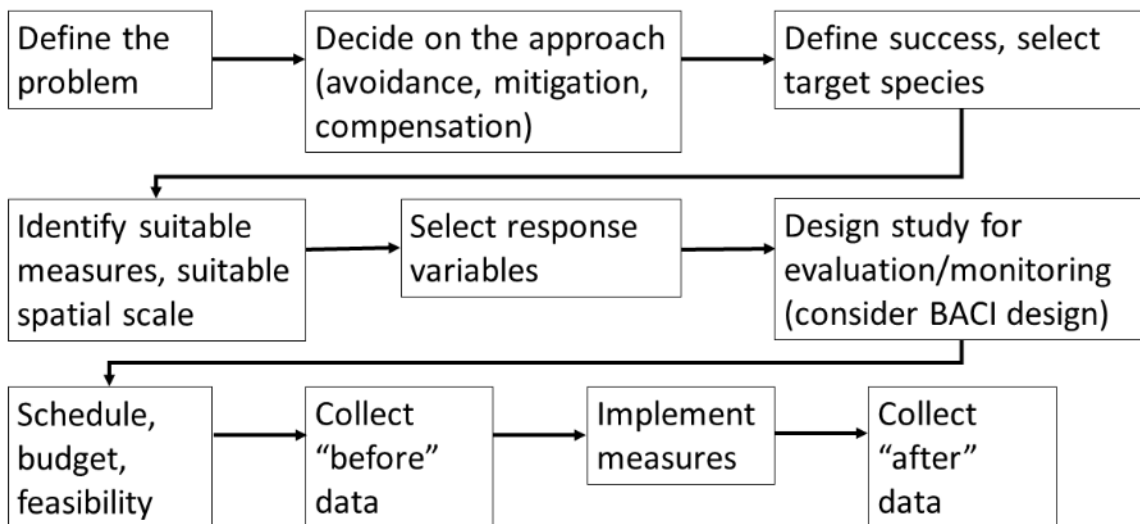 Define the
problem
Decide on the approach
(avoidance, mitigation,
compensation)
Define success, select
target species
Identify suitable
measures, suitable
spatial scale
Select response
variables
Design study for
evaluation/monitoring
(consider BACI design)
Schedule,
budget,
feasibility
Collect
“before”
data
Implement
measures
Collect
“after”
data